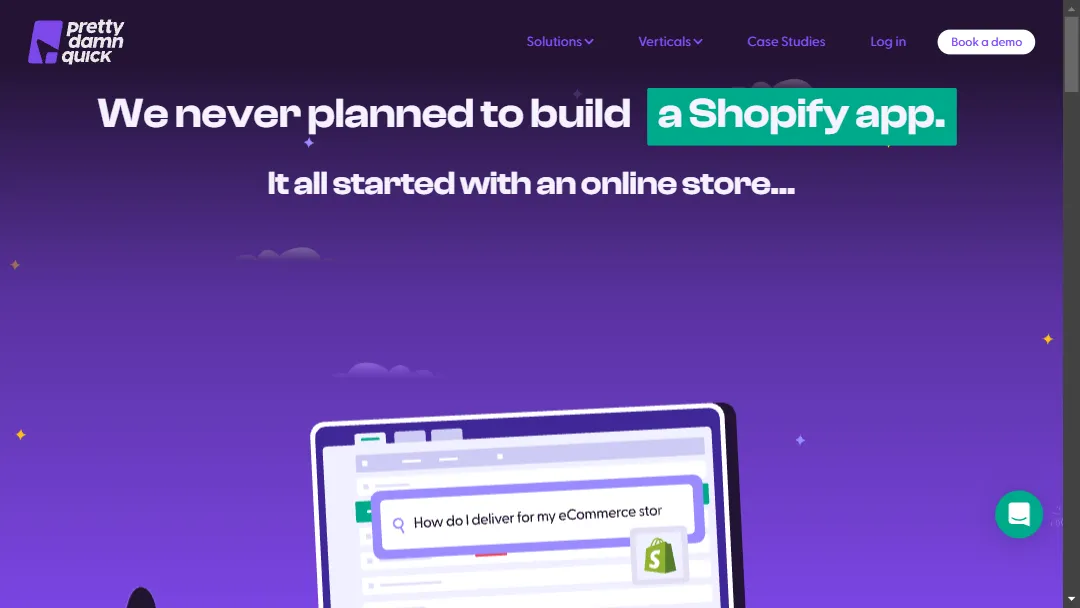 pretty
damn
quick
Solutions
Verticals
Case Studies
Log in
Book a demo
We never planned to build a Shopify app.
It all started with an online store...
How do I deliver for my eCommerce stor